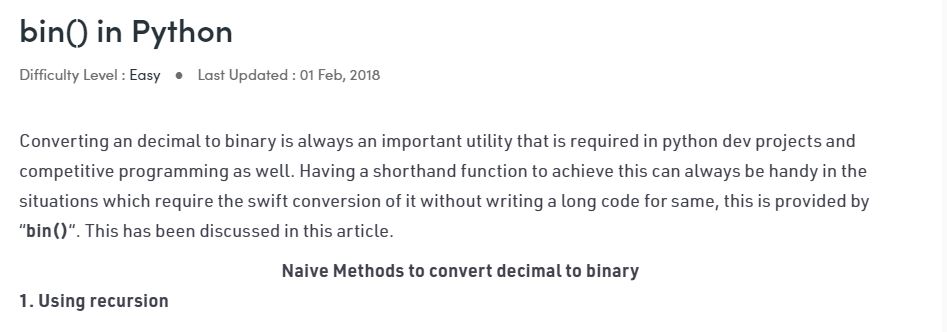 bin() in Python
Difficulty Level : Easy ● Last Updated : 01 Feb, 2018
Converting an decimal to binary is always an important utility that is required in python dev projects and
competitive programming as well. Having a shorthand function to achieve this can always be handy in the
situations which require the swift conversion of it without writing a long code for same, this is provided by
“bin()“. This has been discussed in this article.
Naive Methods to convert decimal to binary
1. Using recursion